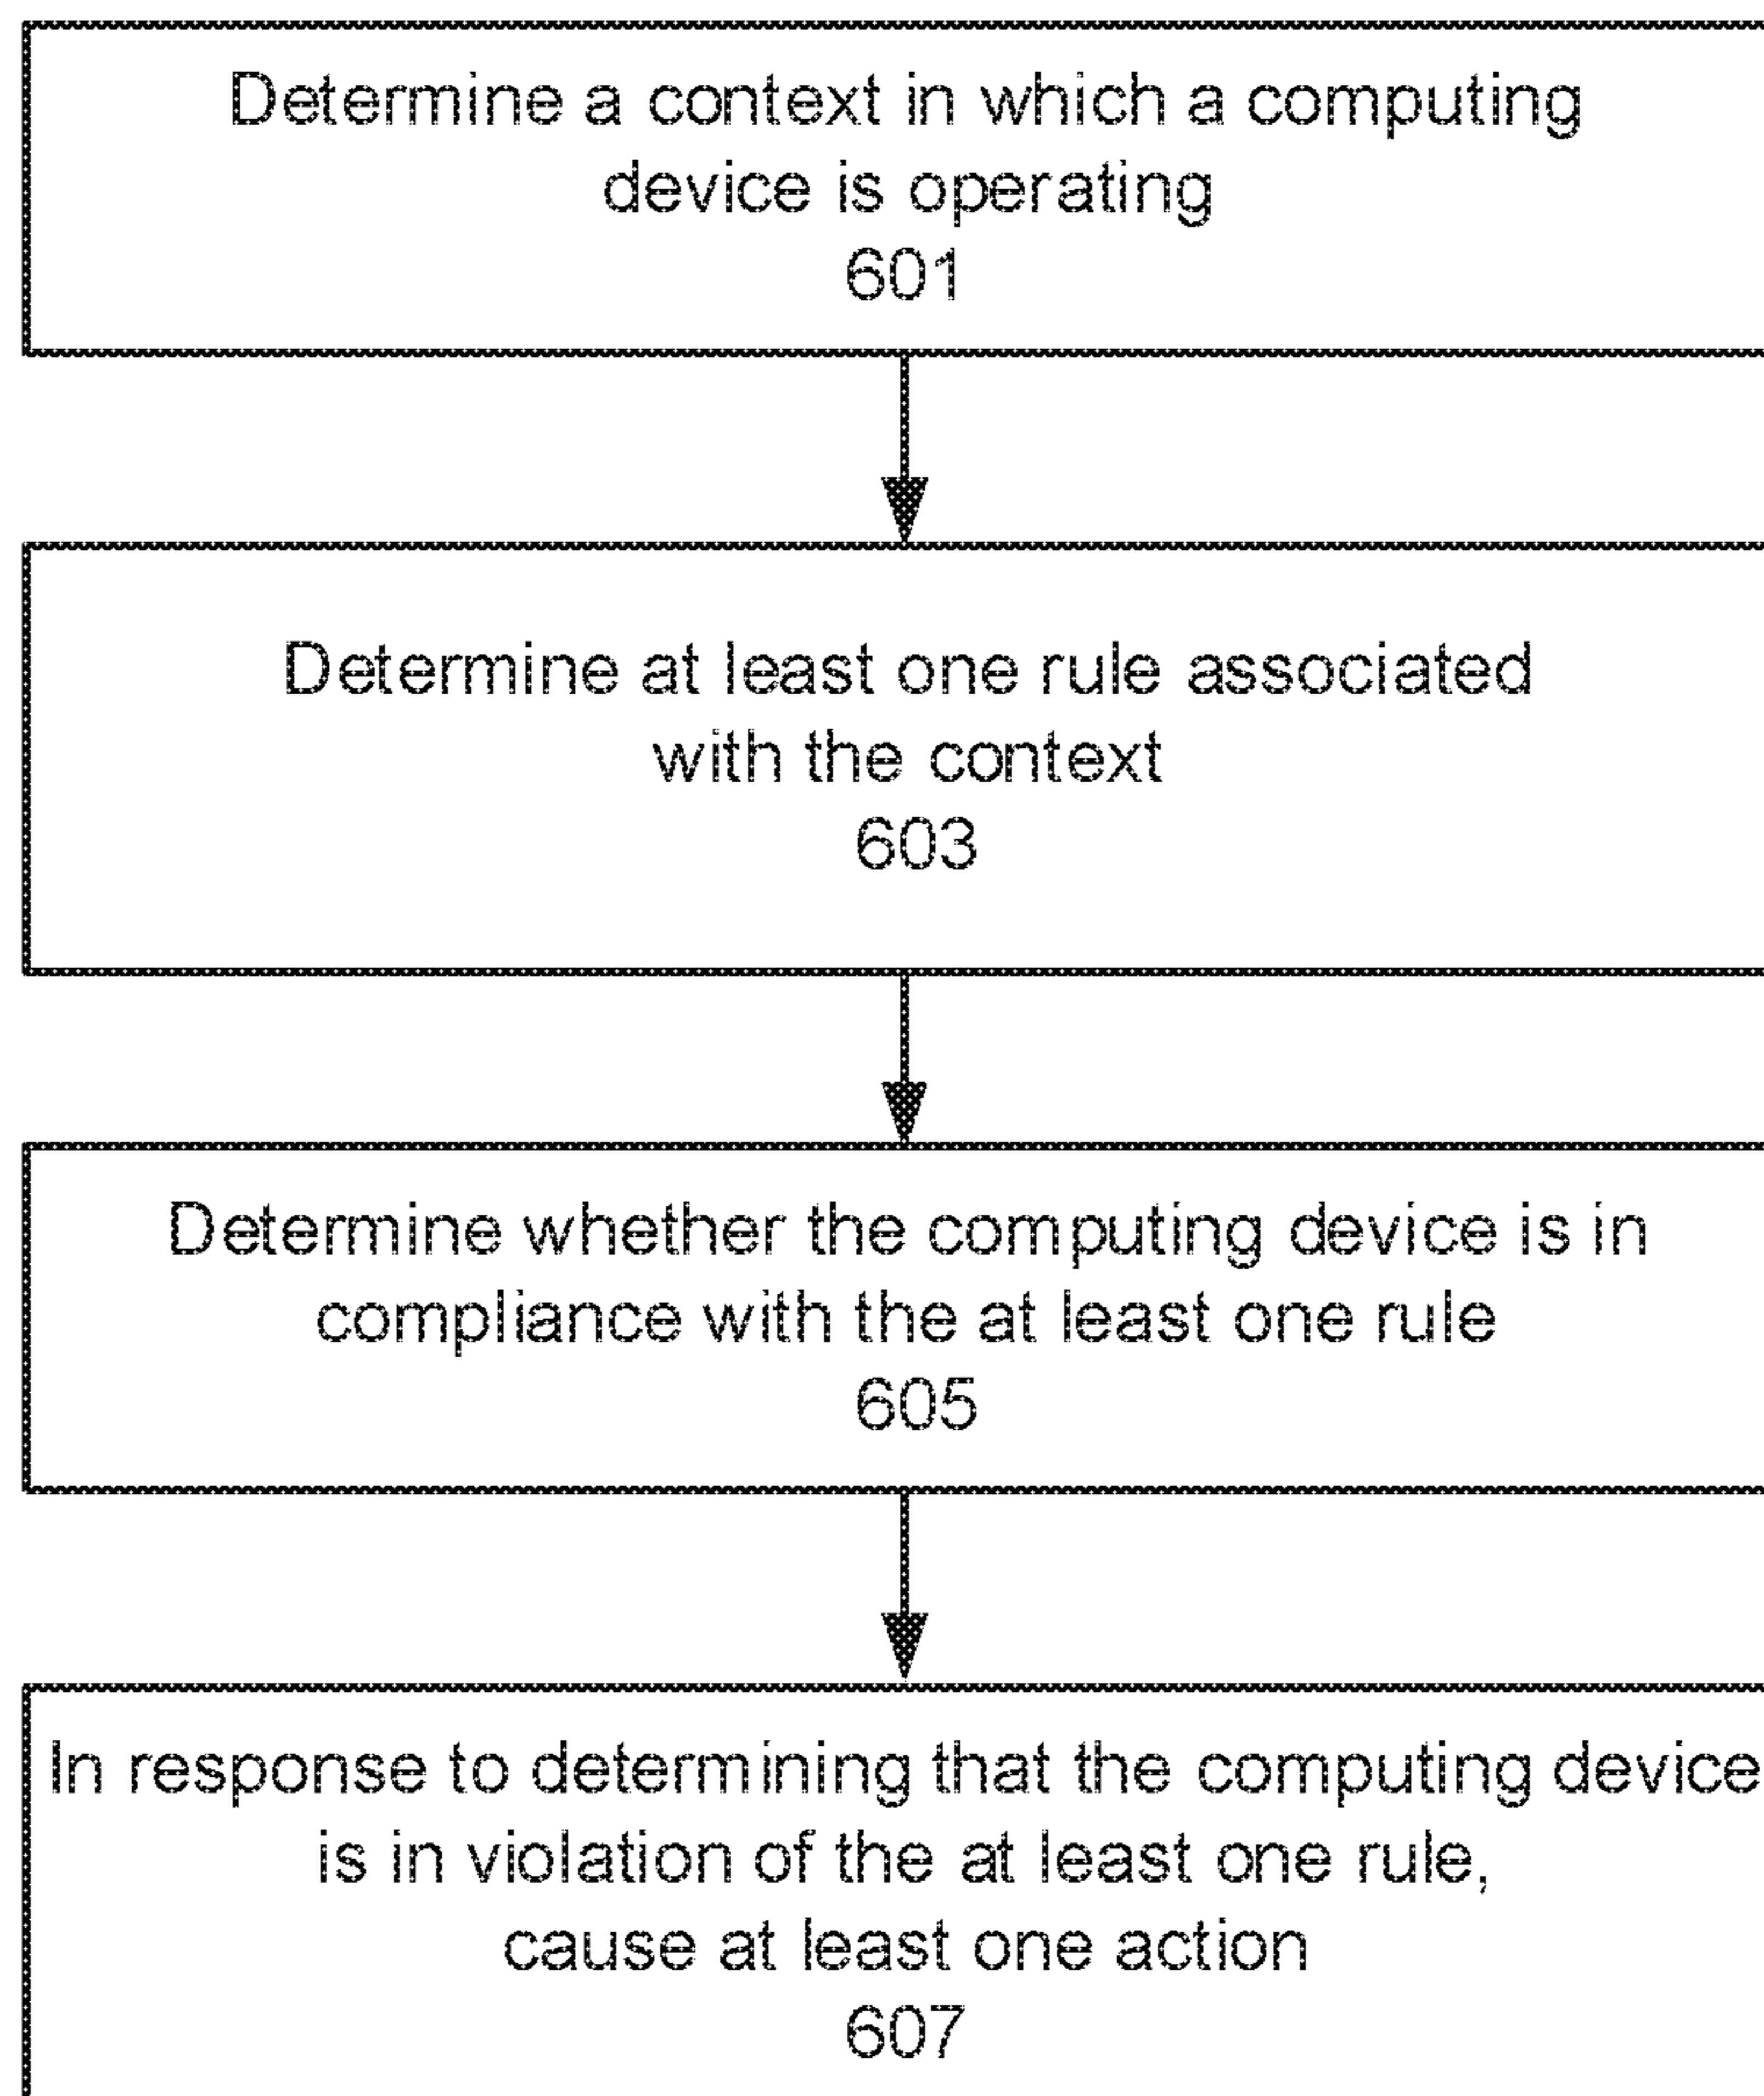 Determine a context in which a computing
device is operating
601
Determine at least one rule associated
with the context
603
Determine whether the computing device is in
compliance with the at least one rule
605
In response to determining that the computing device
is in violation of the at least one rule,
cause at least one action
607